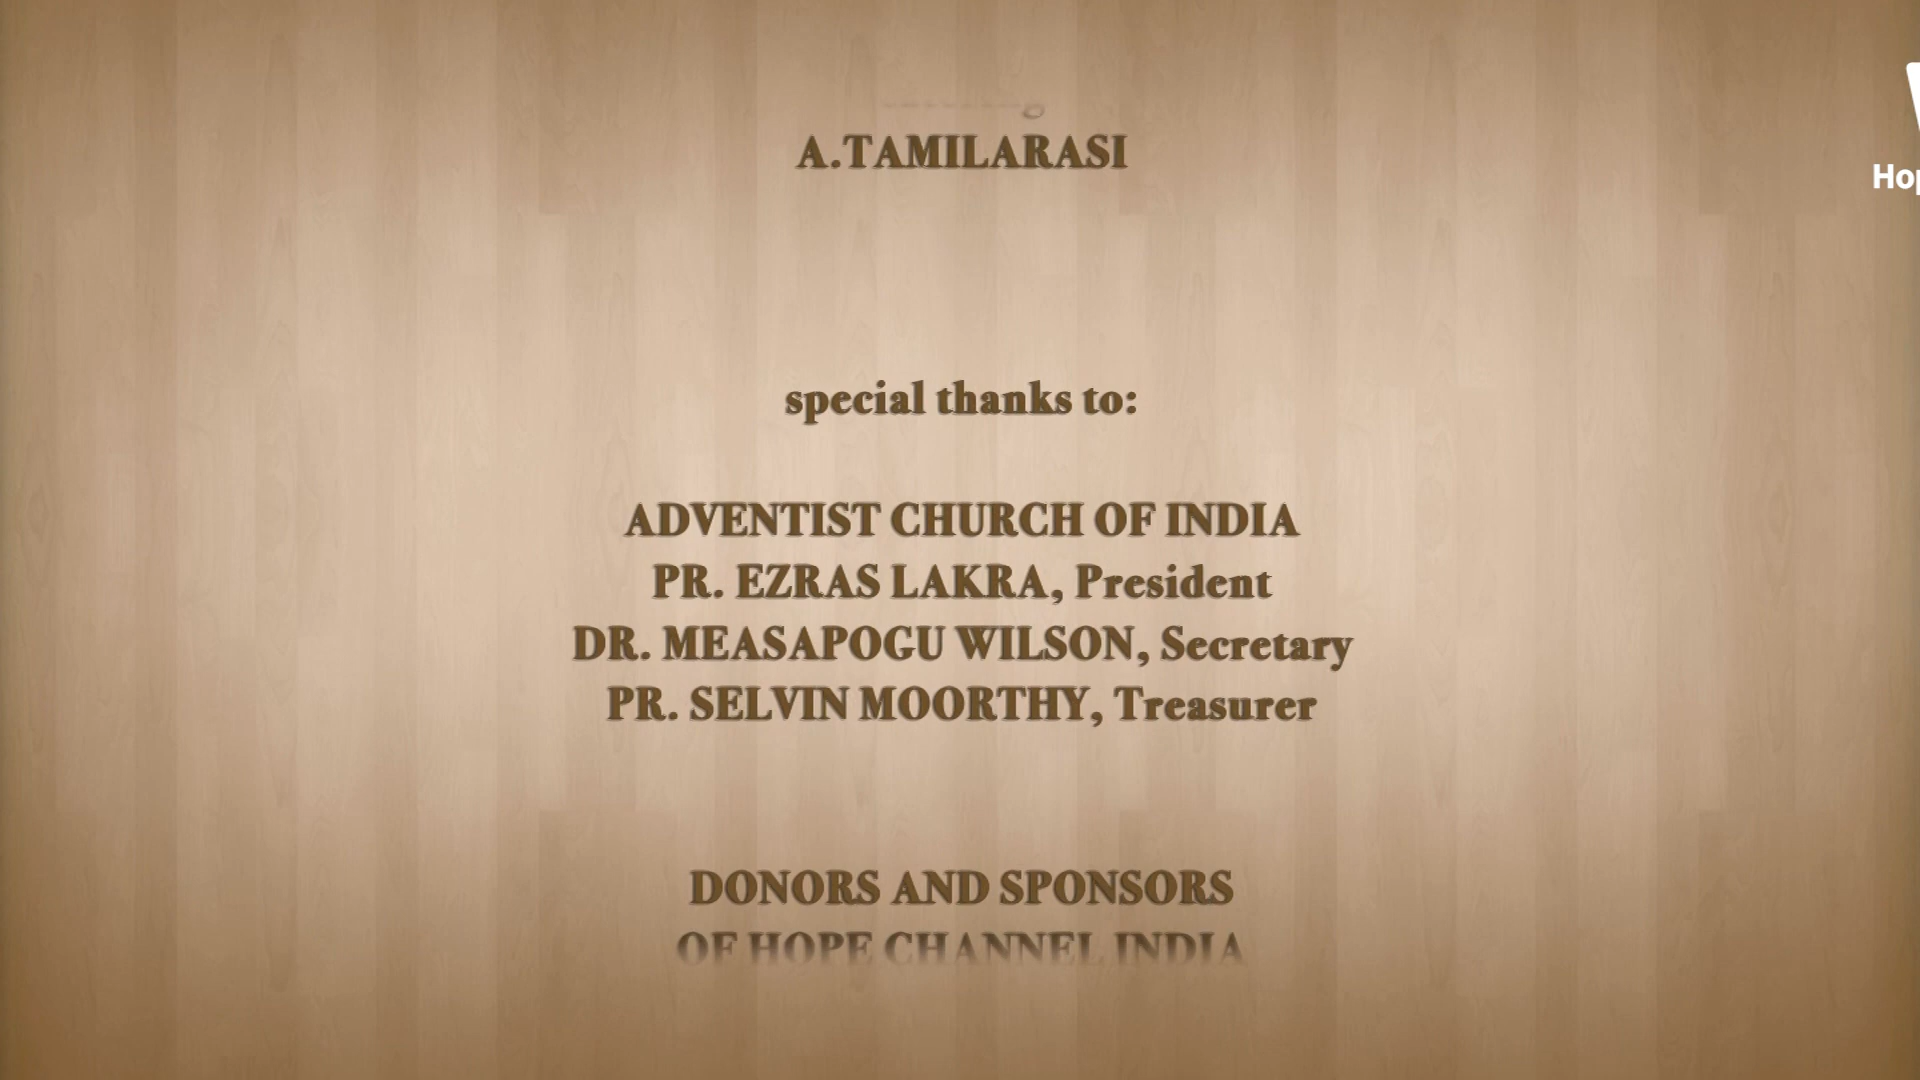 A.TAMILARASI
special thanks to:
ADVENTIST CHURCH OF INDIA
PR. EZRAS LAKRA, President
DR. MEASAPOGU WILSON, Secretary
PR. SELVIN MOORTHY, Treasurer
DONORS AND SPONSORS
OF HOPE CHANNEL INDIA